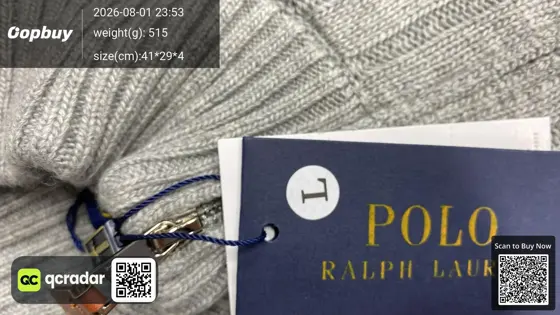 Oopbuy
2026-08-01 23:53
weight(g): 515
size(cm):41*29*4
L
POLO
RALPH LAUR
Scan to Buy Now
QC qcradar